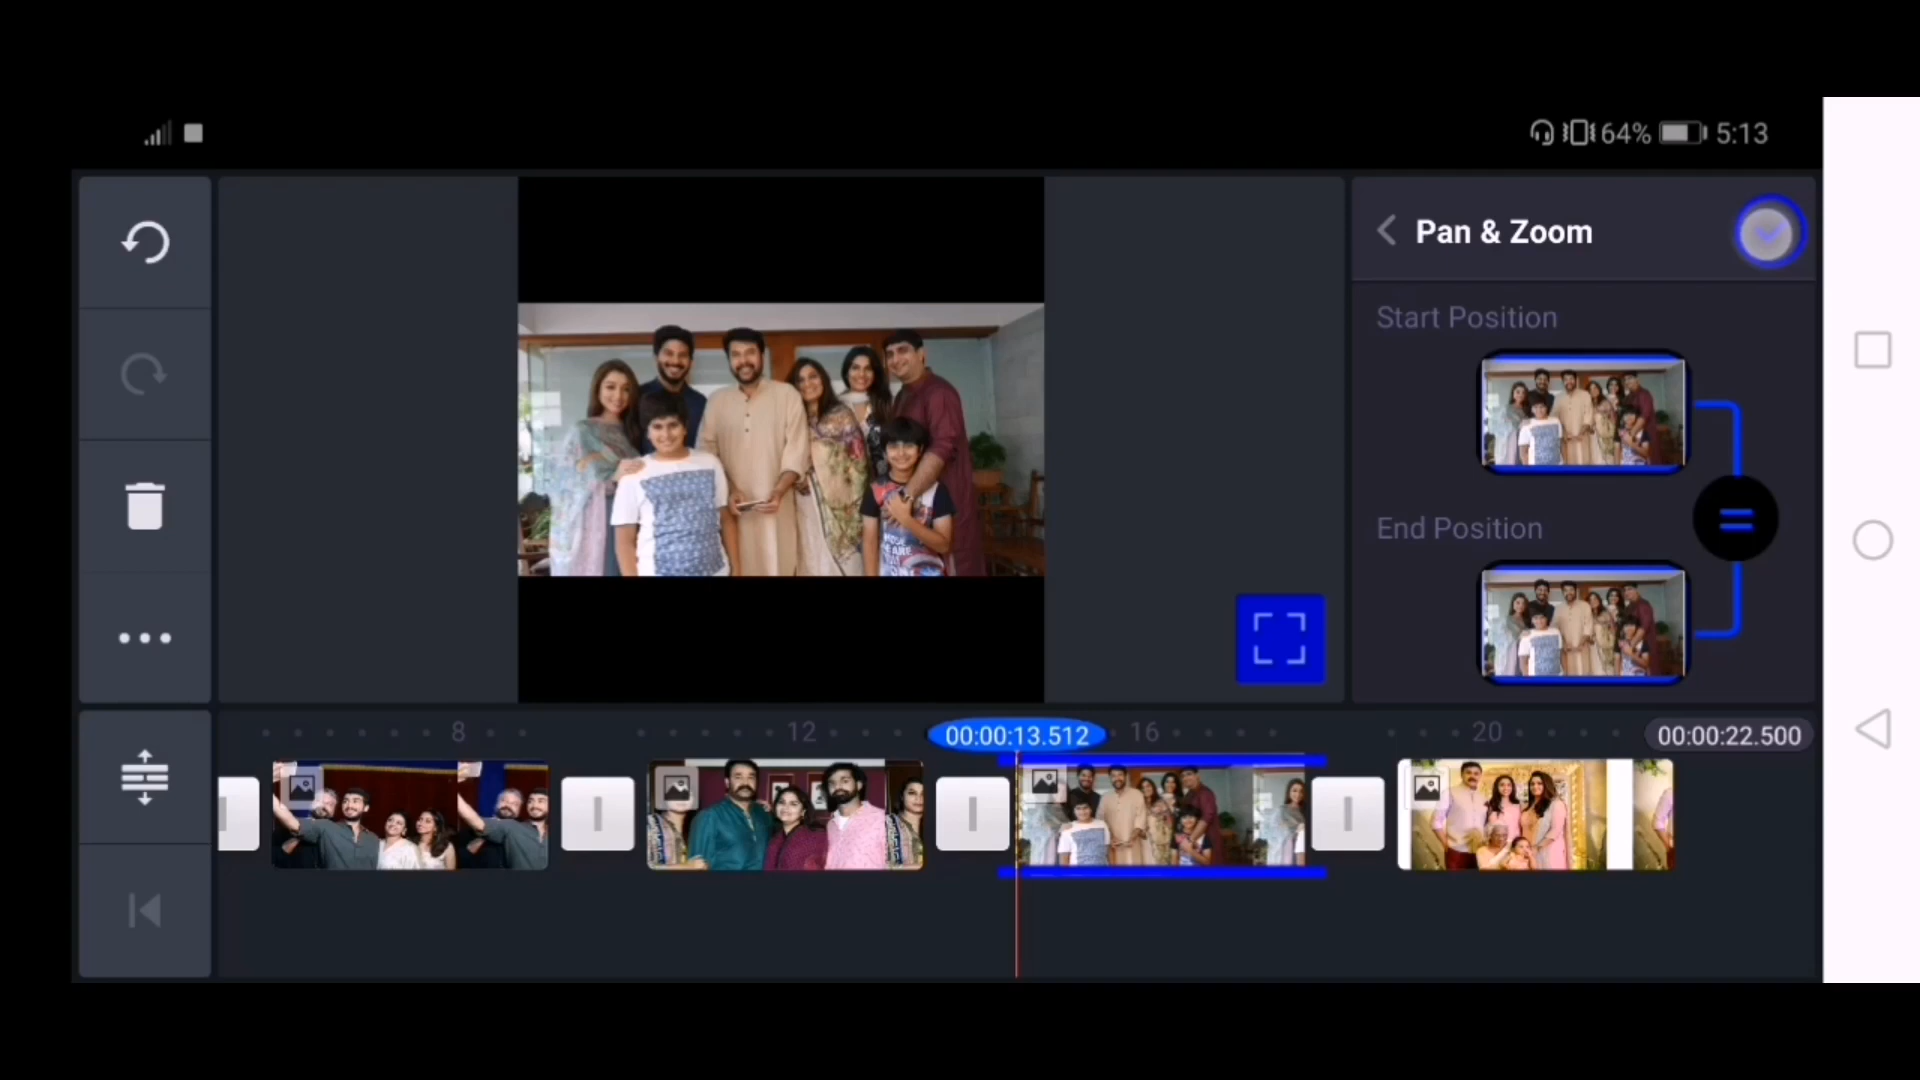 64% 5:13
Pan & Zoom
Start Position
End Position
8 12 00:00:13.512 16 20 00:00:22.500